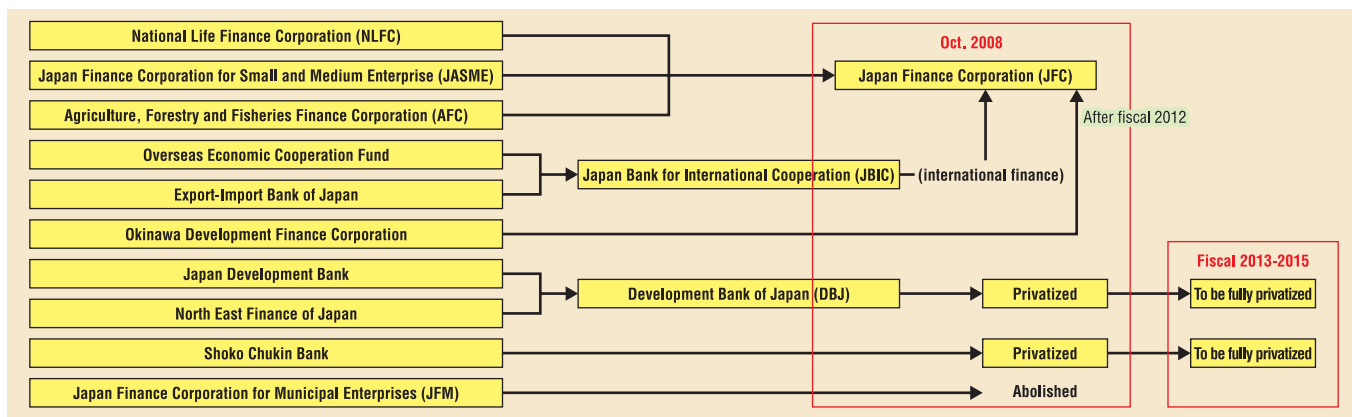 National Life Finance Corporation (NLFC)
Oct. 2008
Japan Finance Corporation for Small and Medium Enterprise (JASME)
Japan Finance Corporation (JFC)
Agriculture, Forestry and Fisheries Finance Corporation (AFC)
After fiscal 2012
Overseas Economic Cooperation Fund
Japan Bank for International Cooperation (JBIC)
(international finance)
Export-Import Bank of Japan
Okinawa Development Finance Corporation
Fiscal 2013-2015
Japan Development Bank
Development Bank of Japan (DBJ)
Privatized
To be fully privatized
North East Finance of Japan
Shoko Chukin Bank
Privatized
To be fully privatized
Japan Finance Corporation for Municipal Enterprises (JFM)
Abolished